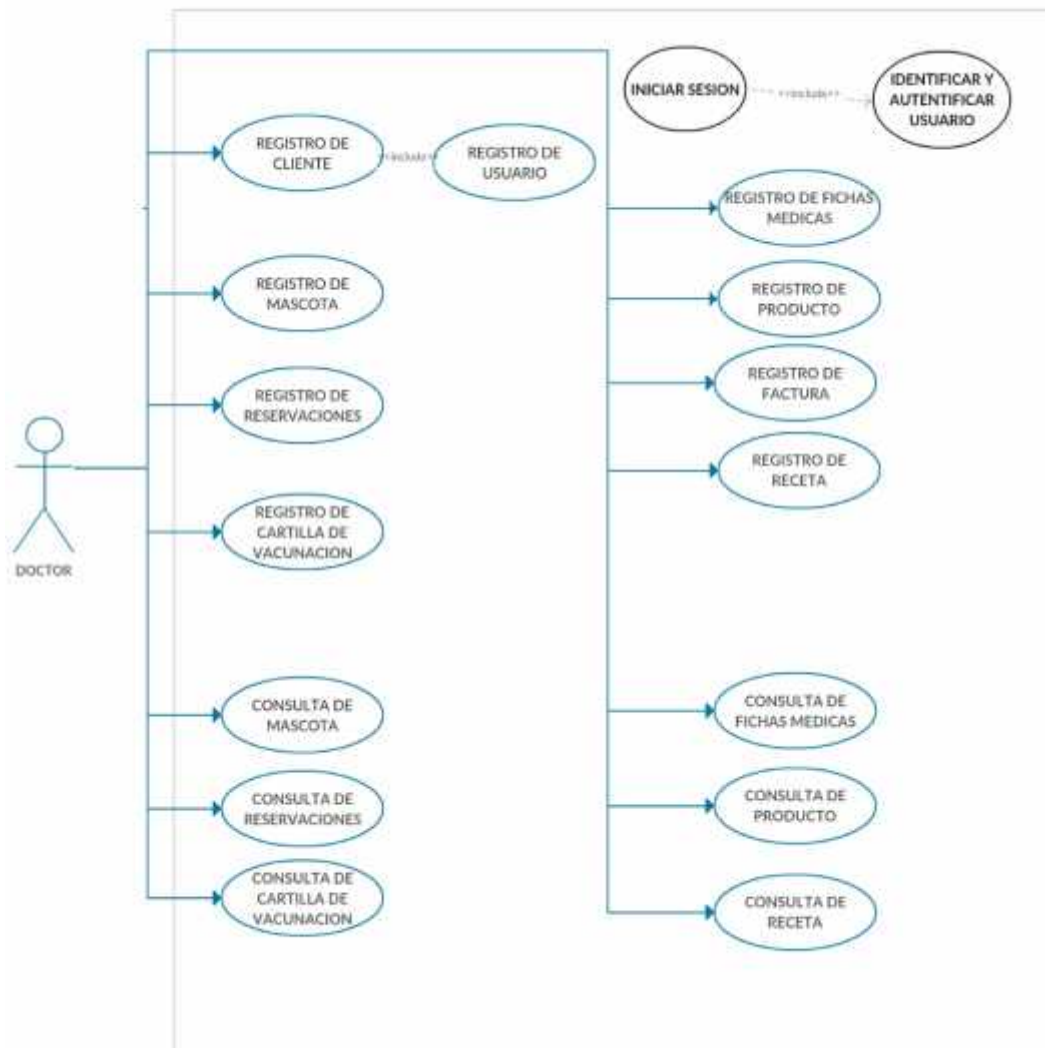 INICIAR SESION
<<include>>
IDENTIFICAR Y
AUTENTIFICAR
USUARIO
REGISTRO DE
CLIENTE
<<include>>
REGISTRO DE
USUARIO
REGISTRO DE FICHAS
MEDICAS
REGISTRO DE
MASCOTA
REGISTRO DE
PRODUCTO
REGISTRO DE
FACTURA
REGISTRO DE
RESERVACIONES
REGISTRO DE
RECETA
REGISTRO DE
CARTILLA DE
VACUNACION
DOCTOR
CONSULTA DE
MASCOTA
CONSULTA DE
FICHAS MEDICAS
CONSULTA DE
RESERVACIONES
CONSULTA DE
PRODUCTO
CONSULTA DE
CARTILLA DE
VACUNACION
CONSULTA DE
RECETA